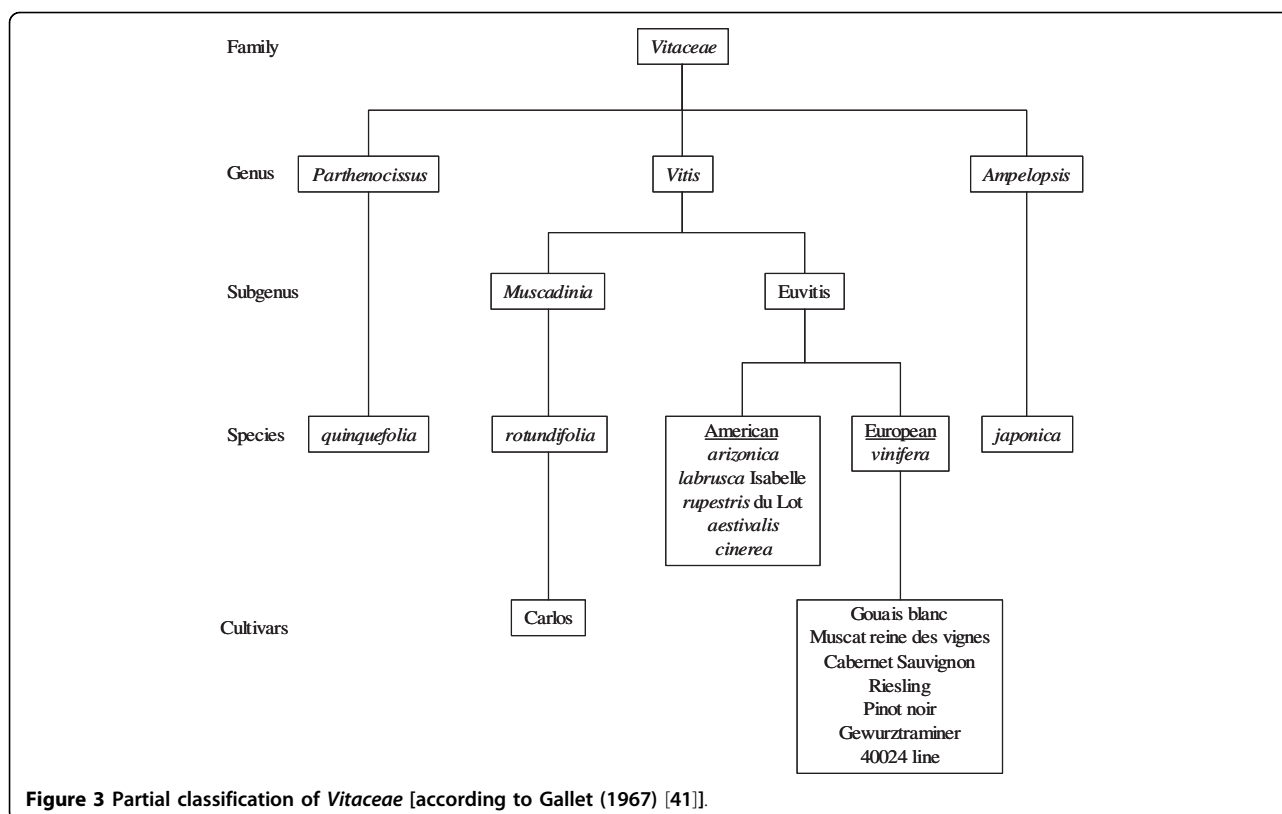 Family
Vitaceae
Genus
Parthenocissus
Vitis
Ampelopsis
Subgenus
Muscadinia
Euvitis
Species
quinquefolia
rotundifolia
American
arizonica
labrusca Isabelle
rupestris du Lot
aestivalis
cinerea
European
vinifera
japonica
Cultivars
Carlos
Gouais blanc
Muscat reine des vignes
Cabernet Sauvignon
Riesling
Pinot noir
Gewurztraminer
40024 line
Figure 3 Partial classification of Vitaceae [according to Gallet (1967) [41]].